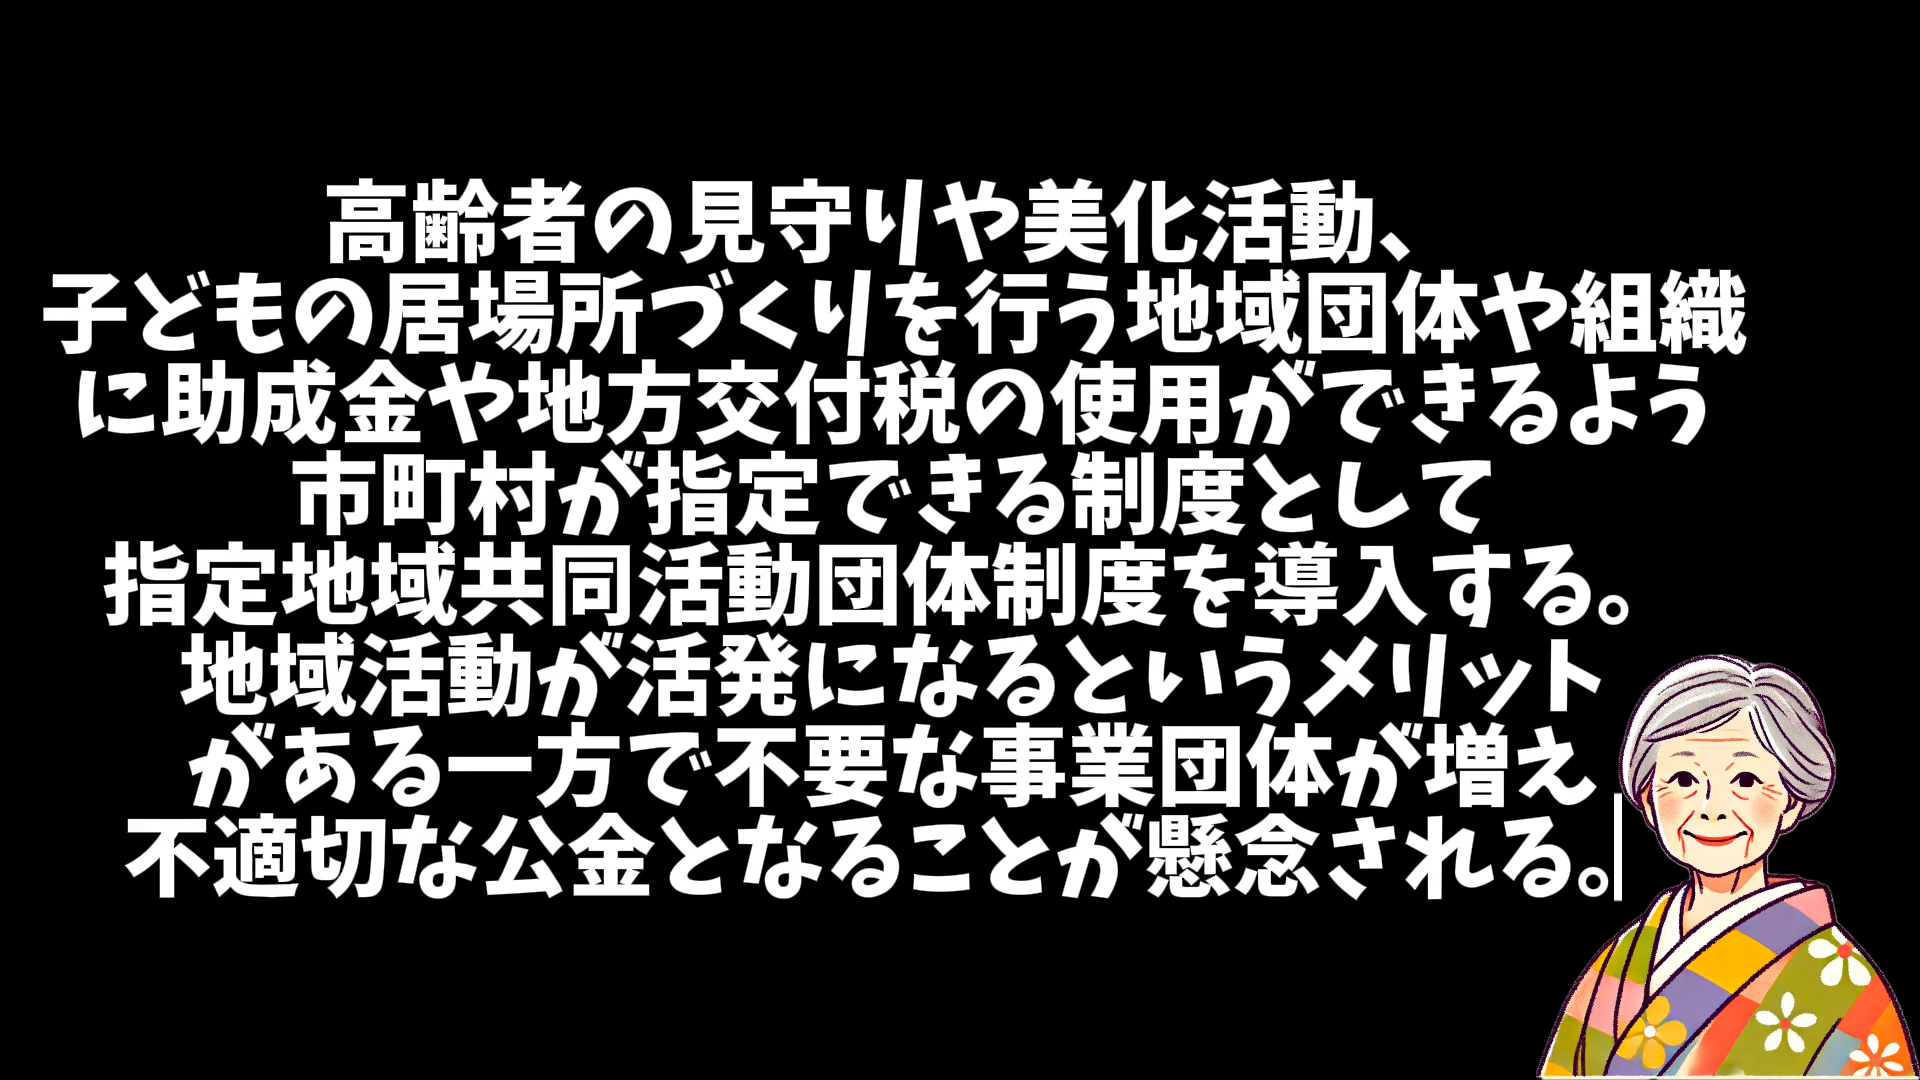 高齢者の見守りや美化活動、
子どもの居場所づくりを行う地域団体や組織
に助成金や地方交付税の使用ができるよう
市町村が指定できる制度として
指定地域共同活動団体制度を導入する。
地域活動が活発になるというメリット
がある一方で不要な事業団体が増え
不適切な公金となることが懸念される。